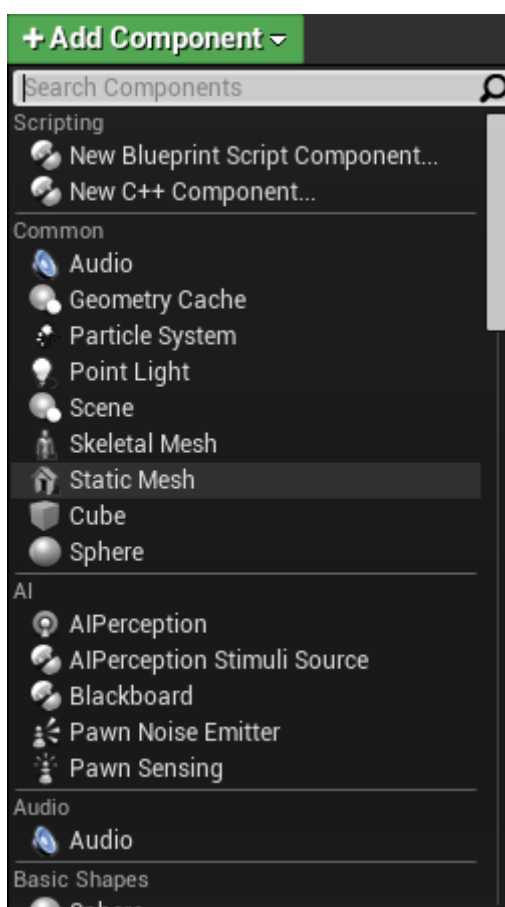 + Add Component
Search Components
Scripting
New Blueprint Script Component...
New C++ Component...
Common
Audio
Geometry Cache
Particle System
Point Light
Scene
Skeletal Mesh
Static Mesh
Cube
Sphere
AI
AIPerception
AIPerception Stimuli Source
Blackboard
Pawn Noise Emitter
Pawn Sensing
Audio
Audio
Basic Shapes